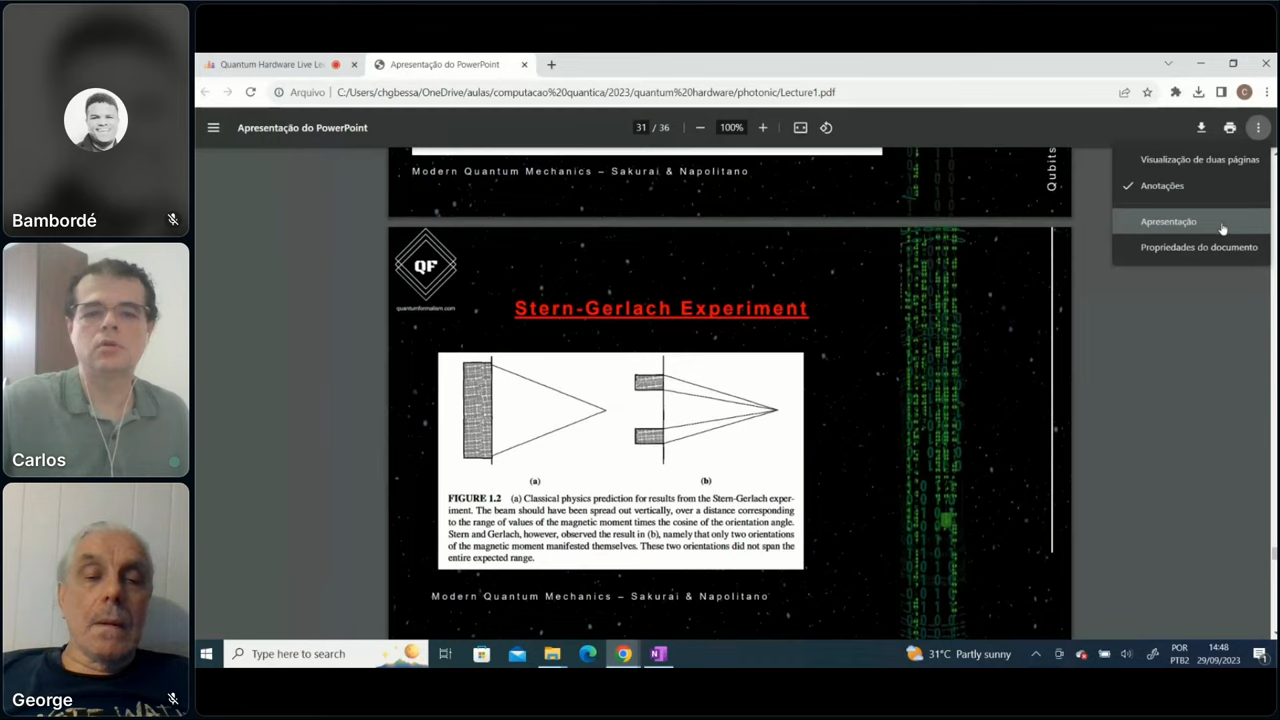 Bambordé
Carlos
George
Quantum Hardware Live Le
Apresentação do PowerPoint
Arquivo
C:/Users/chgbessa/OneDrive/aulas/computacao%20quantica/2023/quantum%20hardware/photonic/Lecture1.pdf
C
Apresentação do PowerPoint
31 / 36
100%
Visualização de duas páginas
Anotações
Apresentação
Propriedades do documento
Modern Quantum Mechanics – Sakurai & Napolitano
Qubits
QF
quantumformalism.com
Stern-Gerlach Experiment
(a)
(b)
FIGURE 1.2 (a) Classical physics prediction for results from the Stern-Gerlach exper-
iment. The beam should have been spread out vertically, over a distance corresponding
to the range of values of the magnetic moment times the cosine of the orientation angle.
Stern and Gerlach, however, observed the result in (b), namely that only two orientations
of the magnetic moment manifested themselves. These two orientations did not span the
entire expected range.
Modern Quantum Mechanics – Sakurai & Napolitano
Type here to search
31°C Partly sunny
POR
PTB2
14:48
29/09/2023
1